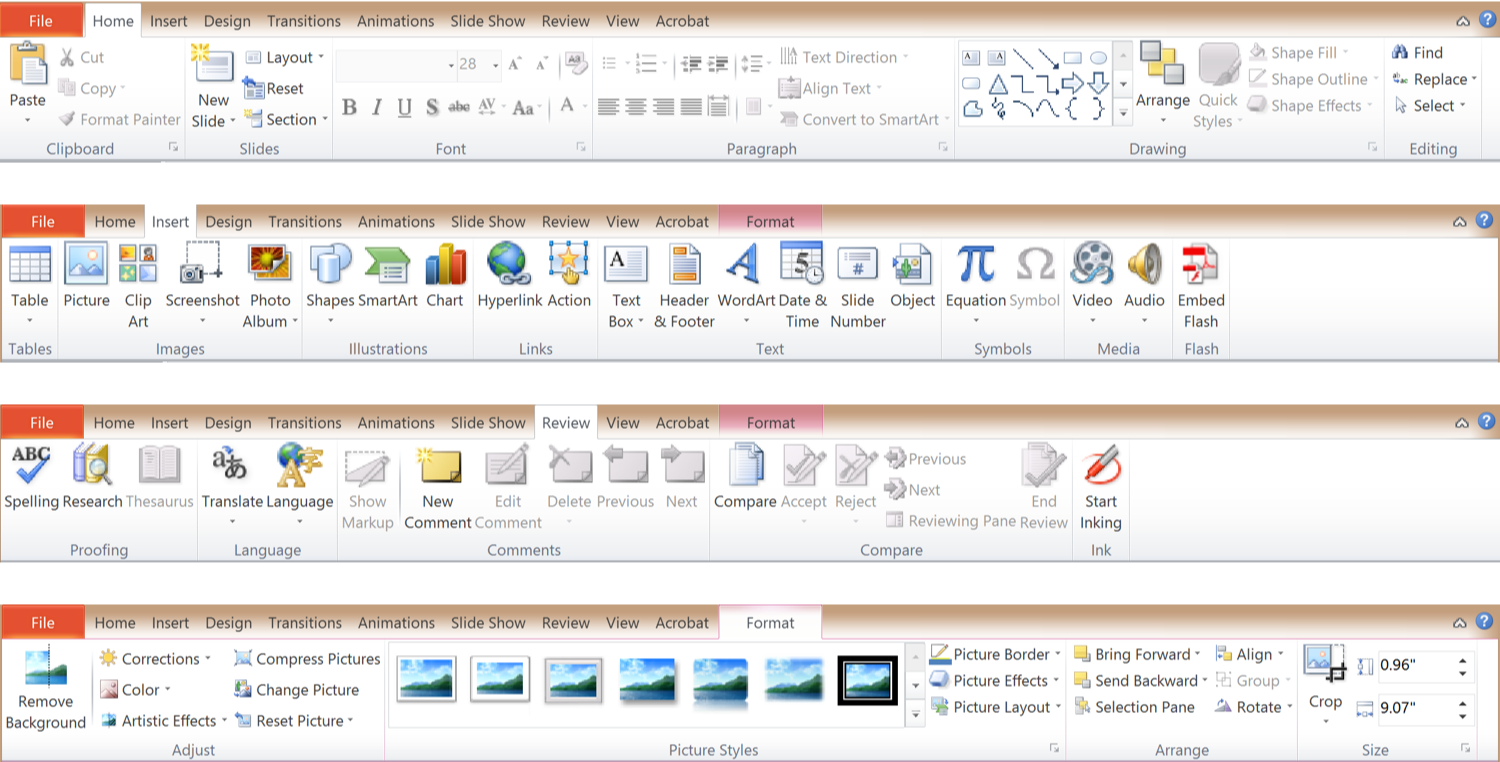 File Home Insert Design Transitions Animations Slide Show Review View Acrobat
Cut Layout 28 Text Direction Shape Fill Find
Copy Reset Align Text Shape Outline Replace
Paste New Arrange Quick Shape Effects Select
Format Painter Slide Section B I U S abc AV Aa A Convert to SmartArt Styles
Clipboard Slides Font Paragraph Drawing Editing
File Home Insert Design Transitions Animations Slide Show Review View Acrobat Format
Table Picture Clip Screenshot Photo Shapes SmartArt Chart Hyperlink Action Text Header WordArt Date & Slide Object Equation Symbol Video Audio Embed
Art Album Box & Footer Time Number Flash
Tables Images Illustrations Links Text Symbols Media Flash
File Home Insert Design Transitions Animations Slide Show Review View Acrobat Format
ABC
Previous
Next
Spelling Research Thesaurus Translate Language Show New Edit Delete Previous Next Compare Accept Reject End Start
Markup Comment Comment Reviewing Pane Review Inking
Proofing Language Comments Compare Ink
File Home Insert Design Transitions Animations Slide Show Review View Acrobat Format
Corrections Compress Pictures Picture Border Bring Forward Align 0.96"
Color Change Picture Picture Effects Send Backward Group
Remove Crop
Background Artistic Effects Reset Picture Picture Layout Selection Pane Rotate 9.07"
Adjust Picture Styles Arrange Size